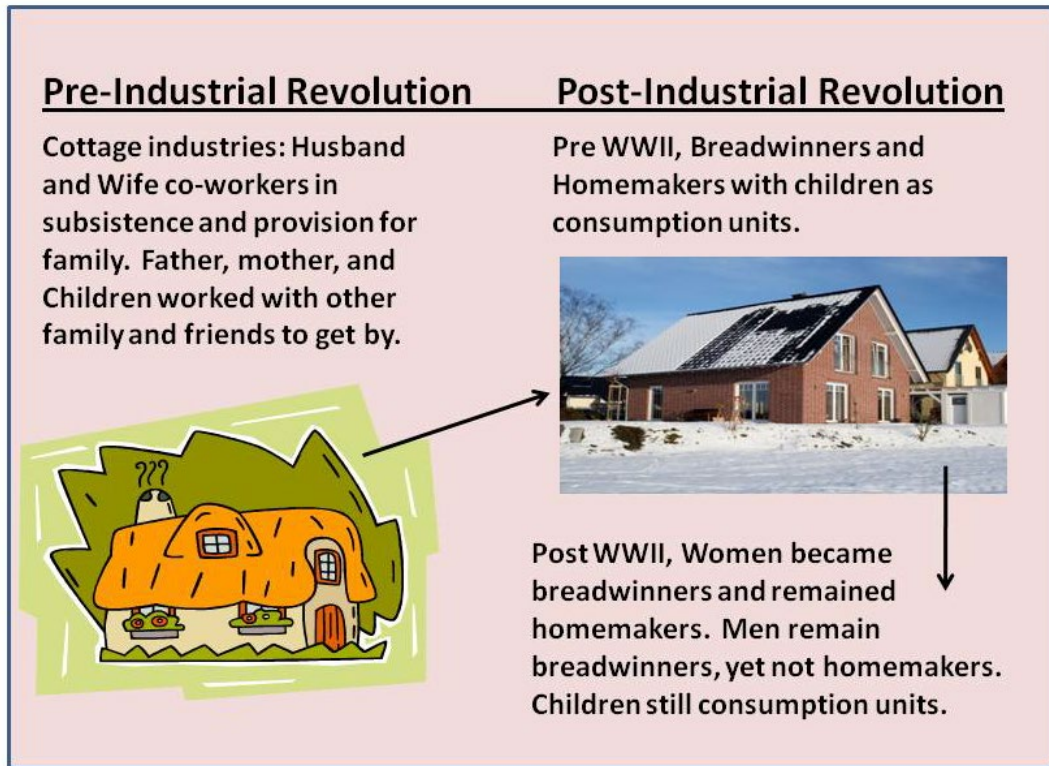 Pre-Industrial Revolution
Cottage industries: Husband
and Wife co-workers in
subsistence and provision for
family. Father, mother, and
Children worked with other
family and friends to get by.
Post-Industrial Revolution
Pre WWII, Breadwinners and
Homemakers with children as
consumption units.
Post WWII, Women became
breadwinners and remained
homemakers. Men remain
breadwinners, yet not homemakers.
Children still consumption units.